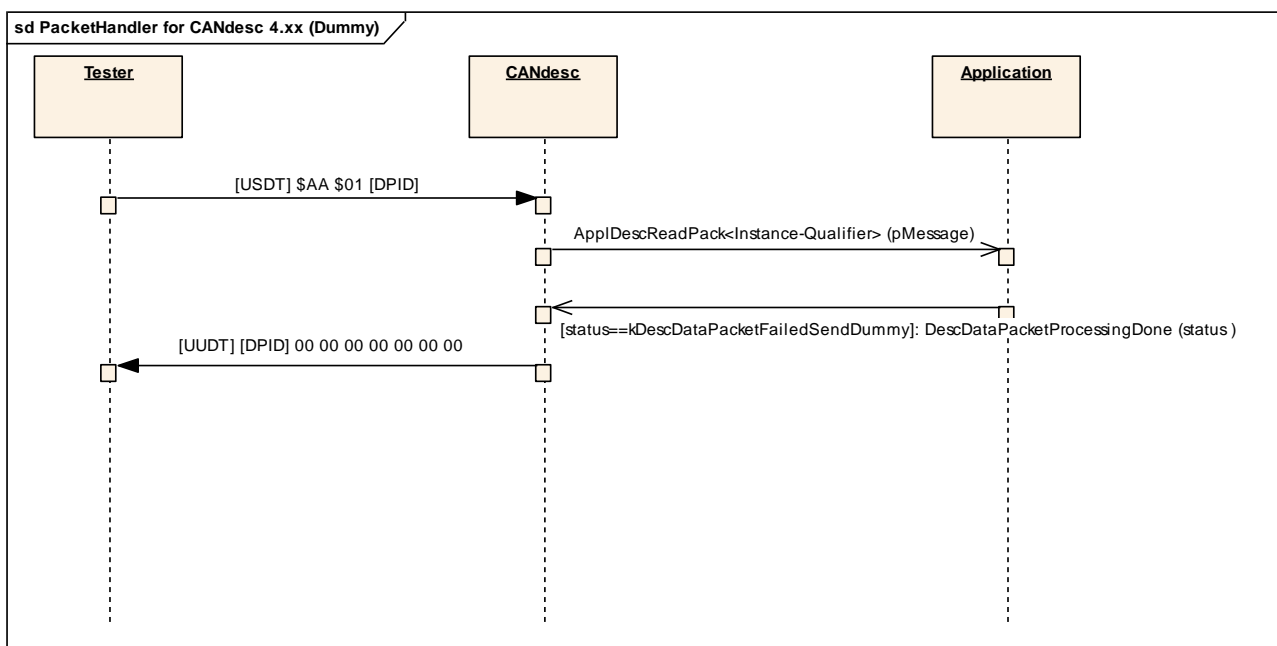 sd PacketHandler for CANdesc 4.xx (Dummy)
Tester
CANdesc
Application
[USDT] $AA $01 [DPID]
ApplDescReadPack<Instance-Qualifier> (pMessage)
[status==kDescDataPacketFailedSendDummy]: DescDataPacketProcessingDone (status )
[UUDT] [DPID] 00 00 00 00 00 00 00